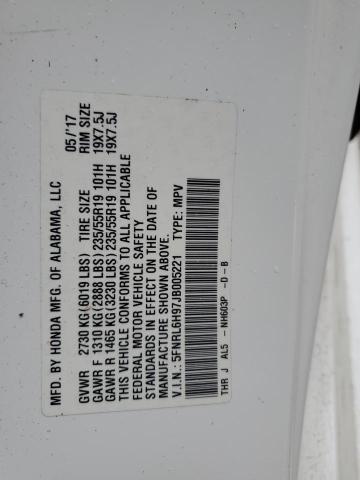 MFD. BY HONDA MFG. OF ALABAMA, LLC 05/'17
GVWR 2730 KG(6019 LBS) TIRE SIZE RIM SIZE
GAWR F 1310 KG(2888 LBS) 235/55R19 101H 19X7.5J
GAWR R 1465 KG(3230 LBS) 235/55R19 101H 19X7.5J
THIS VEHICLE CONFORMS TO ALL APPLICABLE
FEDERAL MOTOR VEHICLE SAFETY
STANDARDS IN EFFECT ON THE DATE OF
MANUFACTURE SHOWN ABOVE.
V.I.N.: 5FNRL6H97JB005221 TYPE: MPV
THR J AL5 - NH603P -D-B